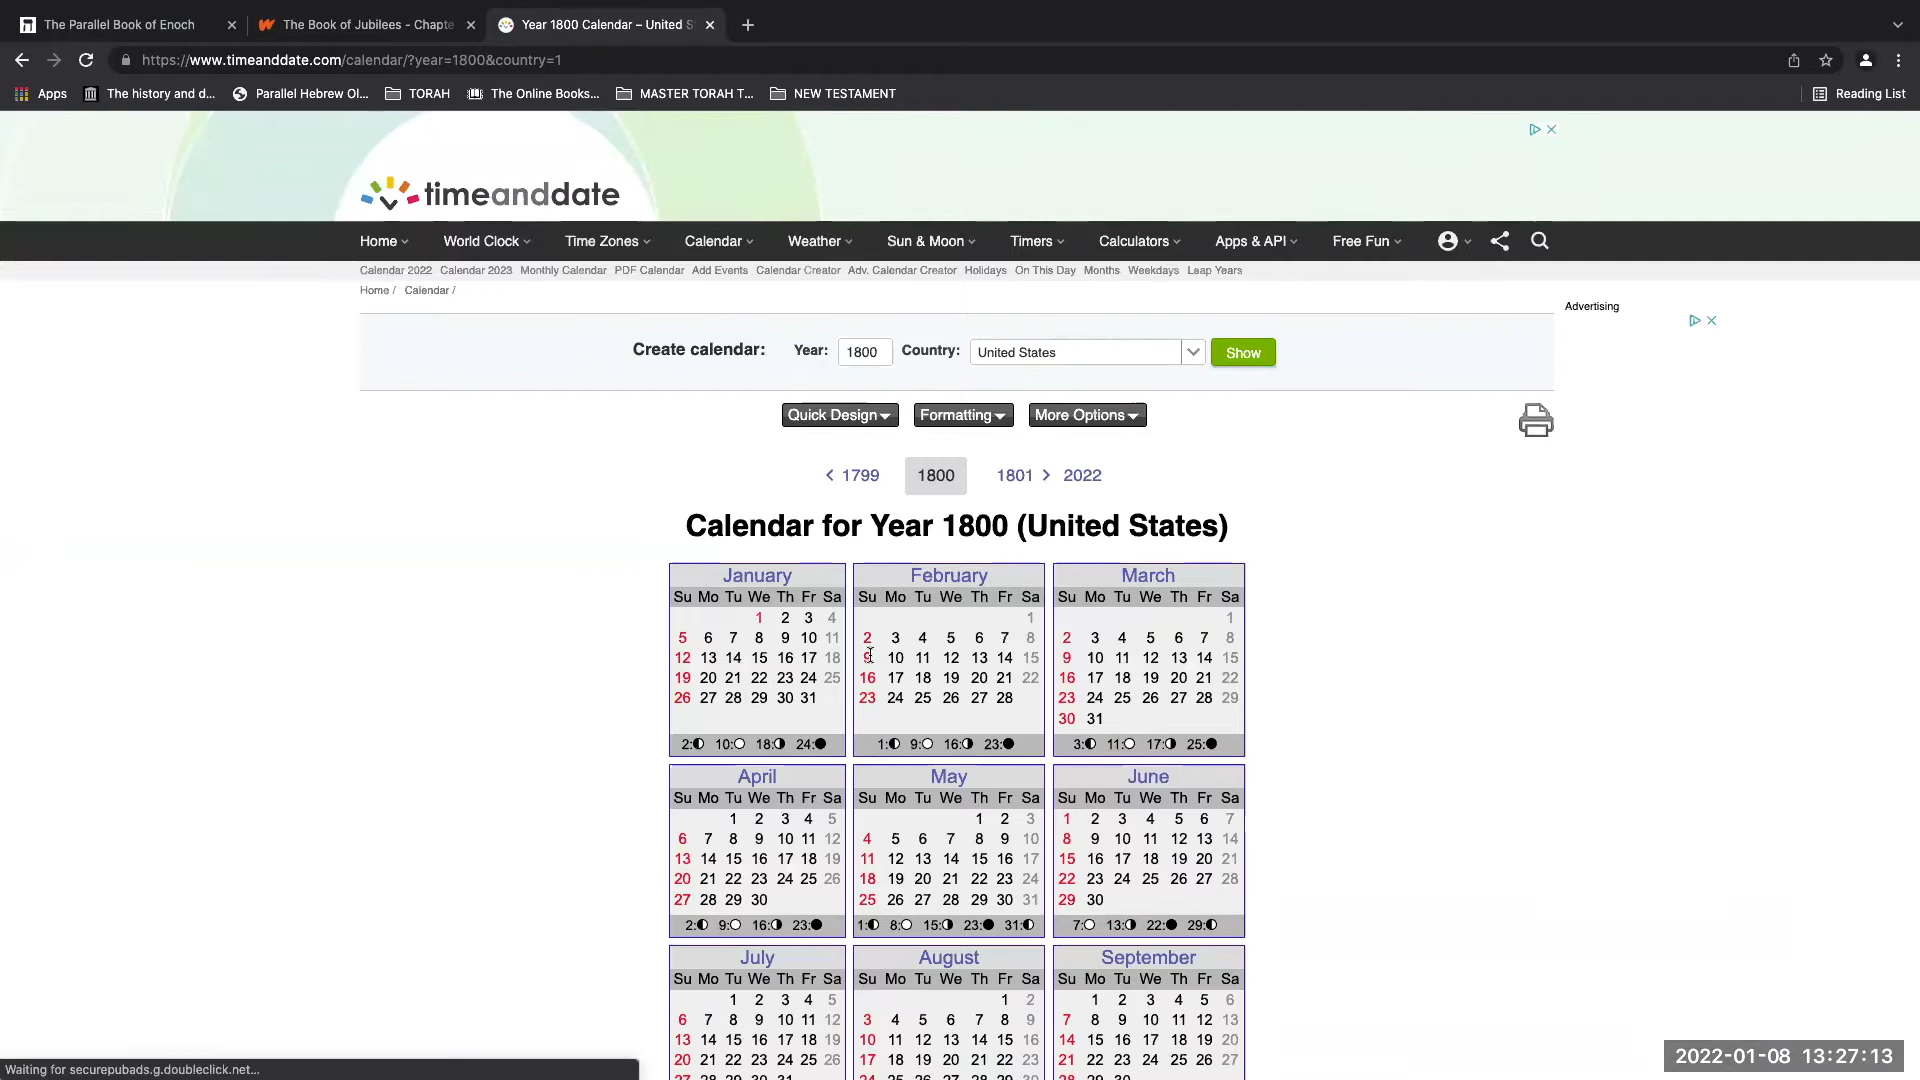 The Parallel Book of Enoch
The Book of Jubilees - Chapte
Year 1800 Calendar – United S
https://www.timeanddate.com/calendar/?year=1800&country=1
Apps
The history and d...
Parallel Hebrew Ol...
TORAH
The Online Books...
MASTER TORAH T...
NEW TESTAMENT
Reading List
timeanddate
Home
World Clock
Time Zones
Calendar
Weather
Sun & Moon
Timers
Calculators
Apps & API
Free Fun
Calendar 2022 Calendar 2023 Monthly Calendar PDF Calendar Add Events Calendar Creator Adv. Calendar Creator Holidays On This Day Months Weekdays Leap Years
Home / Calendar /
Advertising
Create calendar: Year: 1800 Country: United States Show
Quick Design Formatting More Options
< 1799 1800 1801 > 2022
Calendar for Year 1800 (United States)
January
Su Mo Tu We Th Fr Sa
1 2 3 4
5 6 7 8 9 10 11
12 13 14 15 16 17 18
19 20 21 22 23 24 25
26 27 28 29 30 31
2: 10: 18: 24:
February
Su Mo Tu We Th Fr Sa
1
2 3 4 5 6 7 8
9 10 11 12 13 14 15
16 17 18 19 20 21 22
23 24 25 26 27 28
1: 9: 16: 23:
March
Su Mo Tu We Th Fr Sa
1
2 3 4 5 6 7 8
9 10 11 12 13 14 15
16 17 18 19 20 21 22
23 24 25 26 27 28 29
30 31
3: 11: 17: 25:
April
Su Mo Tu We Th Fr Sa
1 2 3 4 5
6 7 8 9 10 11 12
13 14 15 16 17 18 19
20 21 22 23 24 25 26
27 28 29 30
2: 9: 16: 23:
May
Su Mo Tu We Th Fr Sa
1 2 3
4 5 6 7 8 9 10
11 12 13 14 15 16 17
18 19 20 21 22 23 24
25 26 27 28 29 30 31
1: 8: 15: 23: 31:
June
Su Mo Tu We Th Fr Sa
1 2 3 4 5 6 7
8 9 10 11 12 13 14
15 16 17 18 19 20 21
22 23 24 25 26 27 28
29 30
7: 13: 22: 29:
July
Su Mo Tu We Th Fr Sa
1 2 3 4 5
6 7 8 9 10 11 12
13 14 15 16 17 18 19
20 21 22 23 24 25 26
27 28 29 30 31
August
Su Mo Tu We Th Fr Sa
1 2
3 4 5 6 7 8 9
10 11 12 13 14 15 16
17 18 19 20 21 22 23
24 25 26 27 28 29 30
September
Su Mo Tu We Th Fr Sa
1 2 3 4 5 6
7 8 9 10 11 12 13
14 15 16 17 18 19 20
21 22 23 24 25 26 27
28 29 30
Waiting for securepubads.g.doubleclick.net...
2022-01-08 13:27:13